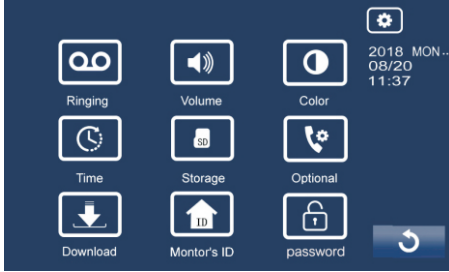 2018 MON..
08/20
11:37
Ringing
Volume
Color
SD
Time
Storage
Optional
ID
Download
Montor's ID
password